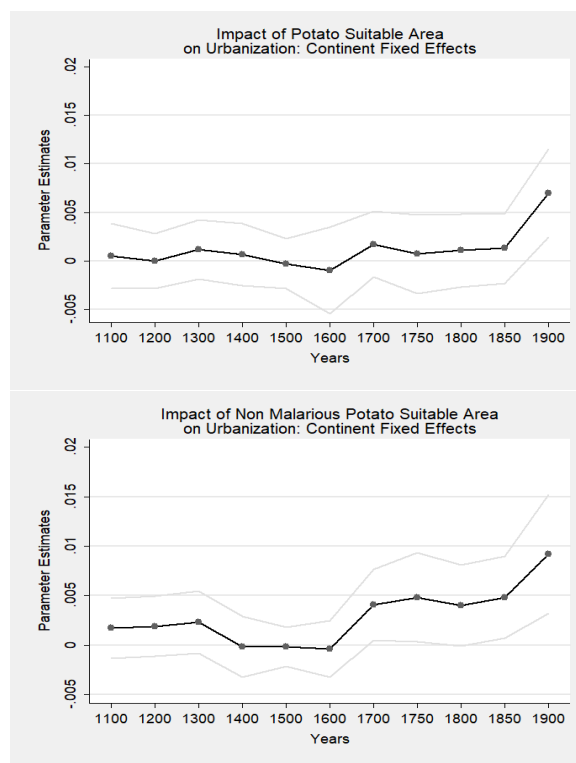 Impact of Potato Suitable Area
on Urbanization: Continent Fixed Effects
Parameter Estimates
.02
.015
.01
.005
0
-.005
1100 1200 1300 1400 1500 1600 1700 1750 1800 1850 1900
Years
Impact of Non Malarious Potato Suitable Area
on Urbanization: Continent Fixed Effects
Parameter Estimates
.02
.015
.01
.005
0
-.005
1100 1200 1300 1400 1500 1600 1700 1750 1800 1850 1900
Years